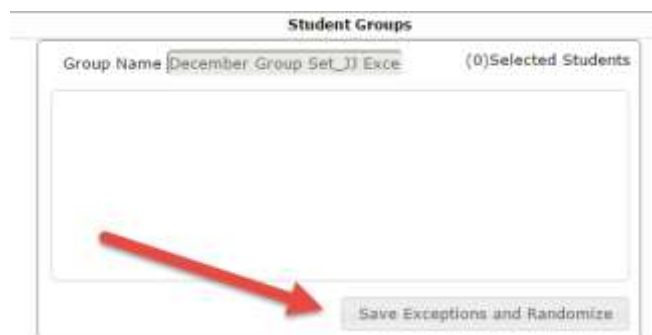 Student Groups
Group Name December Group Set_JJ Exce (0)Selected Students
Save Exceptions and Randomize